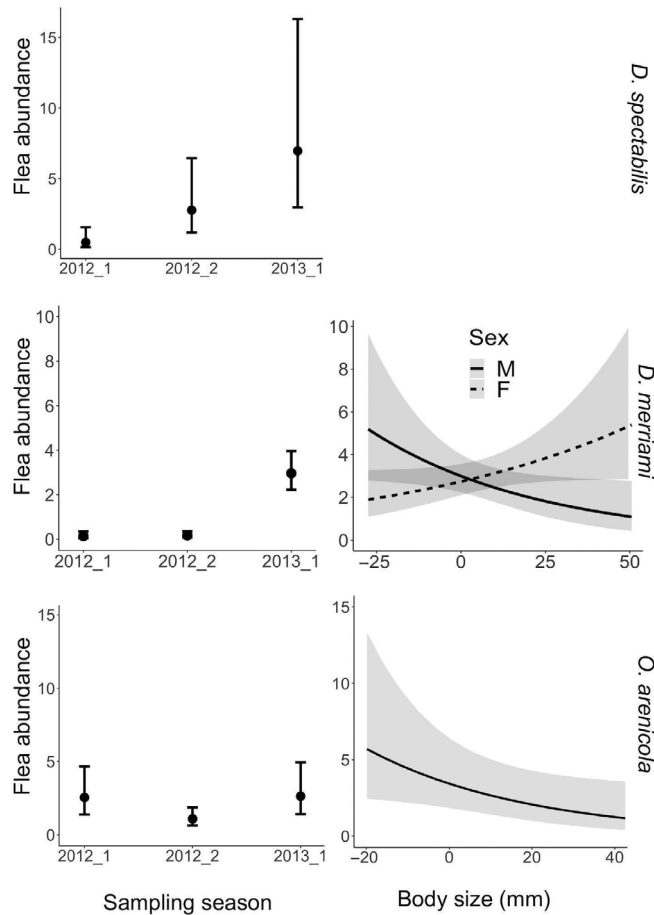 15
10
5
0
Flea abundance
2012_1 2012_2 2013_1
D. spectabilis
10
8
6
4
2
0
Flea abundance
2012_1 2012_2 2013_1
10
8
6
4
2
0
Sex
M
F
−25 0 25 50
D. merriami
15
10
5
0
Flea abundance
2012_1 2012_2 2013_1
Sampling season
15
10
5
0
−20 0 20 40
Body size (mm)
O. arenicola